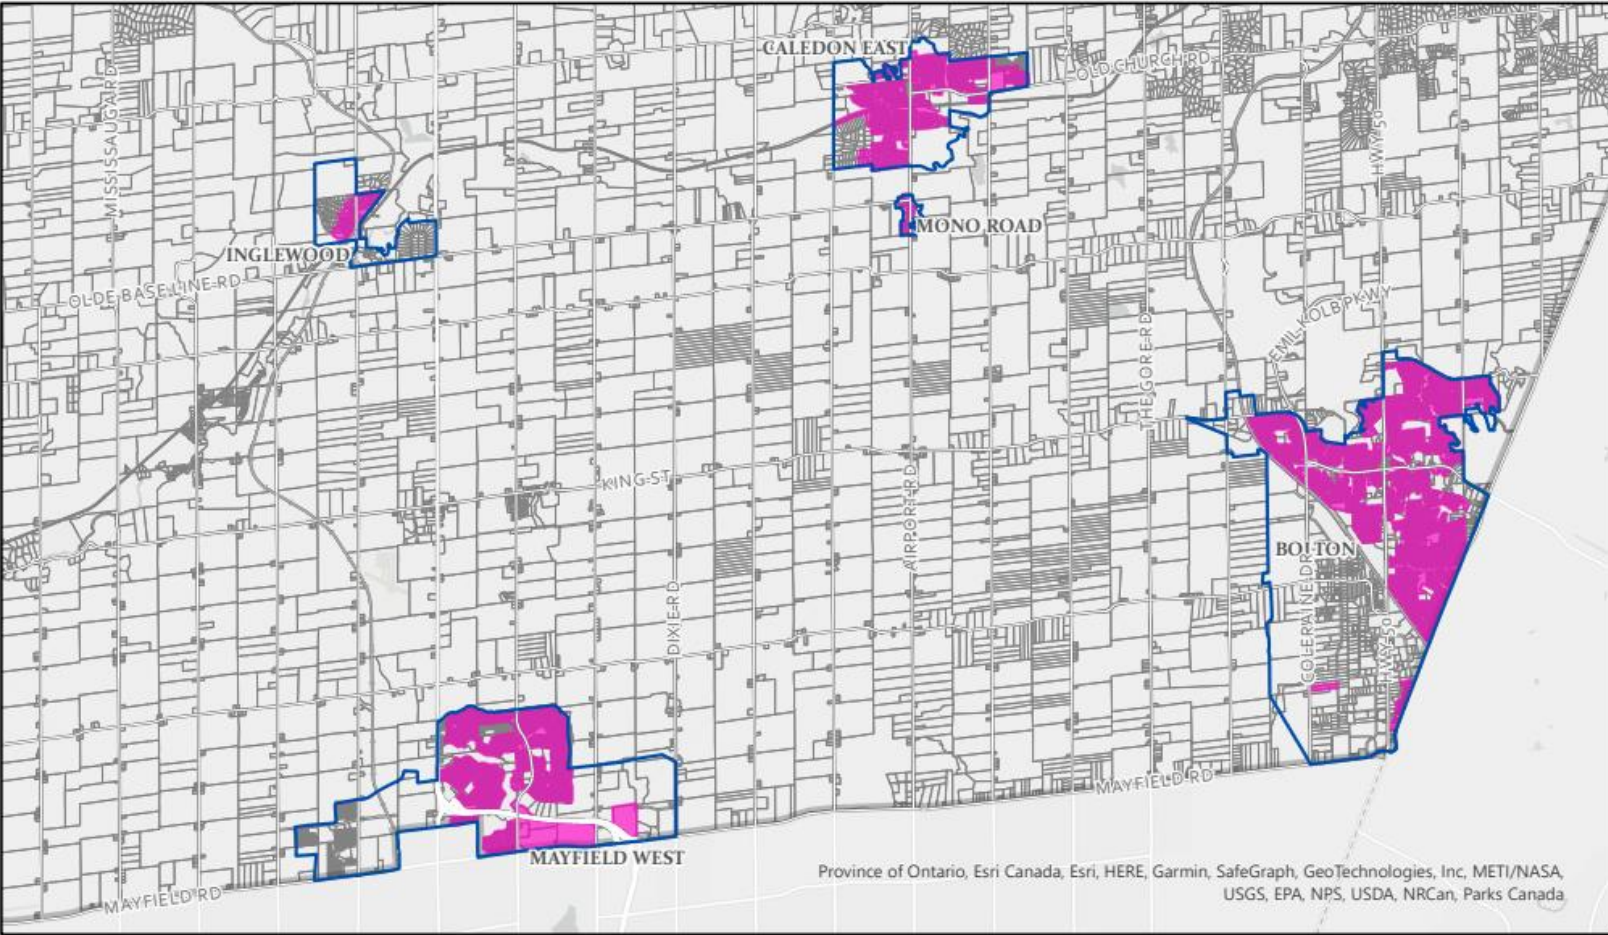 CALEDON EAST
OLD CHURCH RD
MISSISSAUGA RD
HWY 50
MONO ROAD
INGLEWOOD
OLDE BASE LINE RD
EMIL KOLB PKWY
THE GORE RD
KING ST
AIRPORT RD
BOLTON
COLERAINE DR
DIXIE RD
HWY 50
MAYFIELD RD
MAYFIELD WEST
MAYFIELD RD
Province of Ontario, Esri Canada, Esri, HERE, Garmin, SafeGraph, GeoTechnologies, Inc, METI/NASA,
USGS, EPA, NPS, USDA, NRCan, Parks Canada